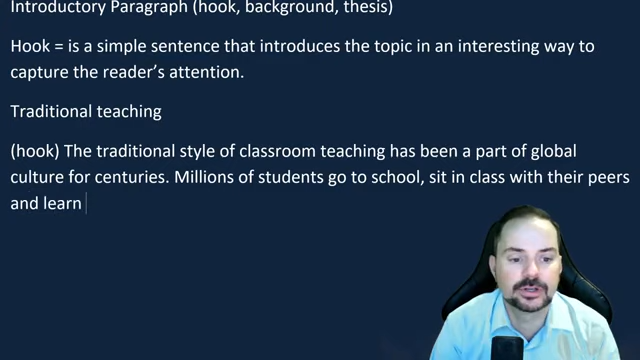 Introductory Paragraph (hook, background, thesis)
Hook = is a simple sentence that introduces the topic in an interesting way to
capture the reader’s attention.
Traditional teaching
(hook) The traditional style of classroom teaching has been a part of global
culture for centuries. Millions of students go to school, sit in class with their peers
and learn